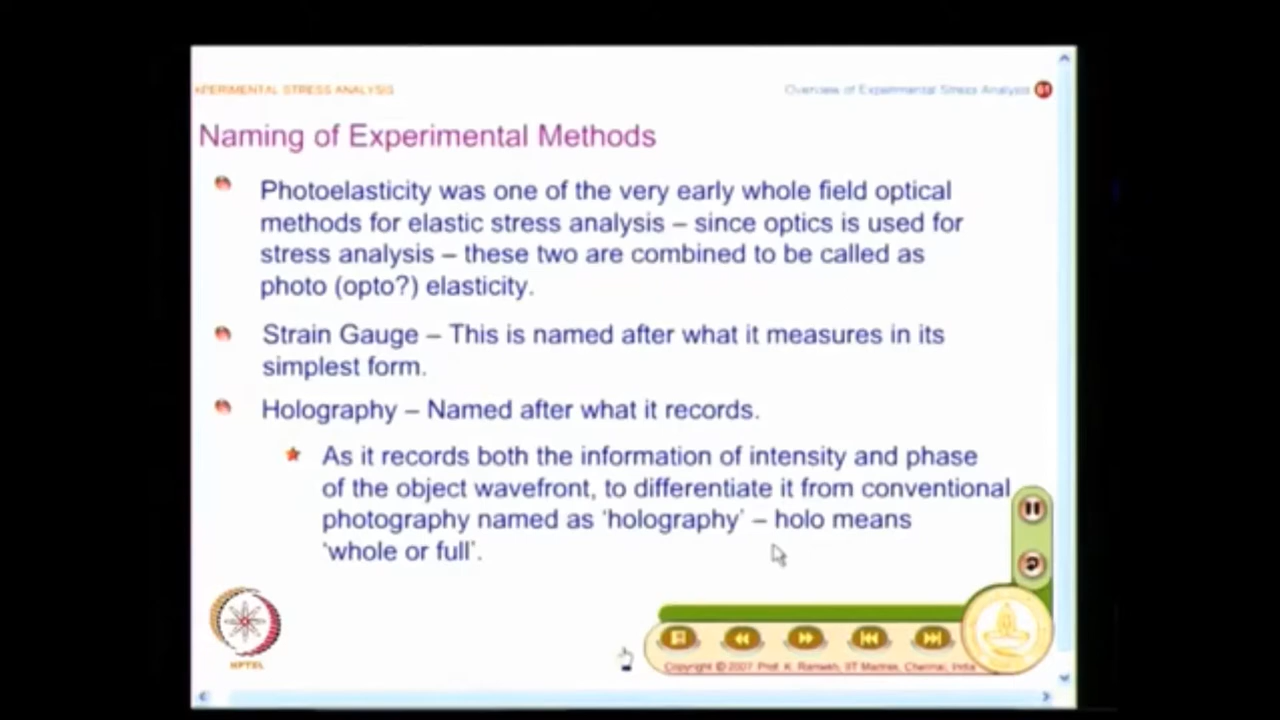 XPERIMENTAL STRESS ANALYSIS
Overview of Experimental Stress Analysis 61
Naming of Experimental Methods
Photoelasticity was one of the very early whole field optical
methods for elastic stress analysis – since optics is used for
stress analysis – these two are combined to be called as
photo (opto?) elasticity.
Strain Gauge – This is named after what it measures in its
simplest form.
Holography – Named after what it records.
As it records both the information of intensity and phase
of the object wavefront, to differentiate it from conventional
photography named as ‘holography’ – holo means
‘whole or full’.
NPTEL
Copyright © 2007 Prof. K. Ramesh, IIT Madras, Chennai, India